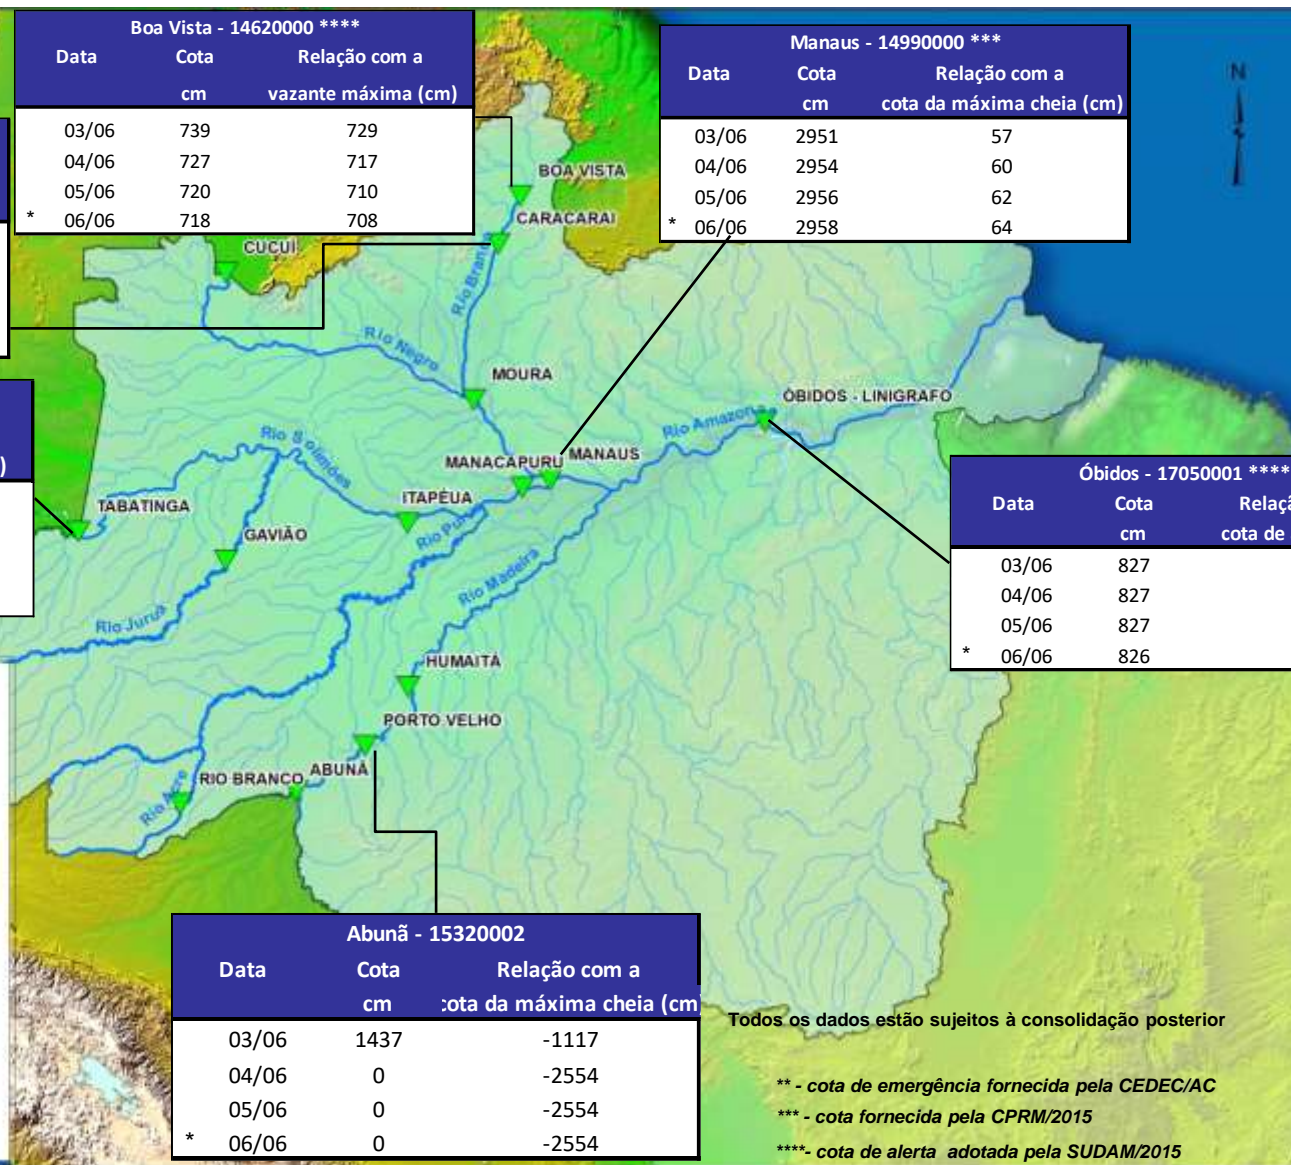 Boa Vista - 14620000 ****
Data Cota Relação com a
cm vazante máxima (cm)
03/06 739 729
04/06 727 717
05/06 720 710
* 06/06 718 708
Manaus - 14990000 ***
Data Cota Relação com a
cm cota da máxima cheia (cm)
03/06 2951 57
04/06 2954 60
05/06 2956 62
* 06/06 2958 64
N
BOA VISTA
CARACARAI
CUCUÍ
Rio Branco
Rio Negro
MOURA
ÓBIDOS - LINIGRAFO
Rio Amazonas
Rio Solimões
MANACAPURU
MANAUS
)
TABATINGA
ITAPÉUA
GAVIÃO
Rio Purus
Rio Madeira
Rio Juruá
Óbidos - 17050001 ****
Data Cota Relaçã
cm cota de
03/06 827
04/06 827
05/06 827
* 06/06 826
HUMAITÁ
PORTO VELHO
ABUNÃ
RIO BRANCO
Rio Acre
Abunã - 15320002
Data Cota Relação com a
cm cota da máxima cheia (cm
03/06 1437 -1117
04/06 0 -2554
05/06 0 -2554
* 06/06 0 -2554
Todos os dados estão sujeitos à consolidação posterior
** - cota de emergência fornecida pela CEDEC/AC
*** - cota fornecida pela CPRM/2015
****- cota de alerta adotada pela SUDAM/2015